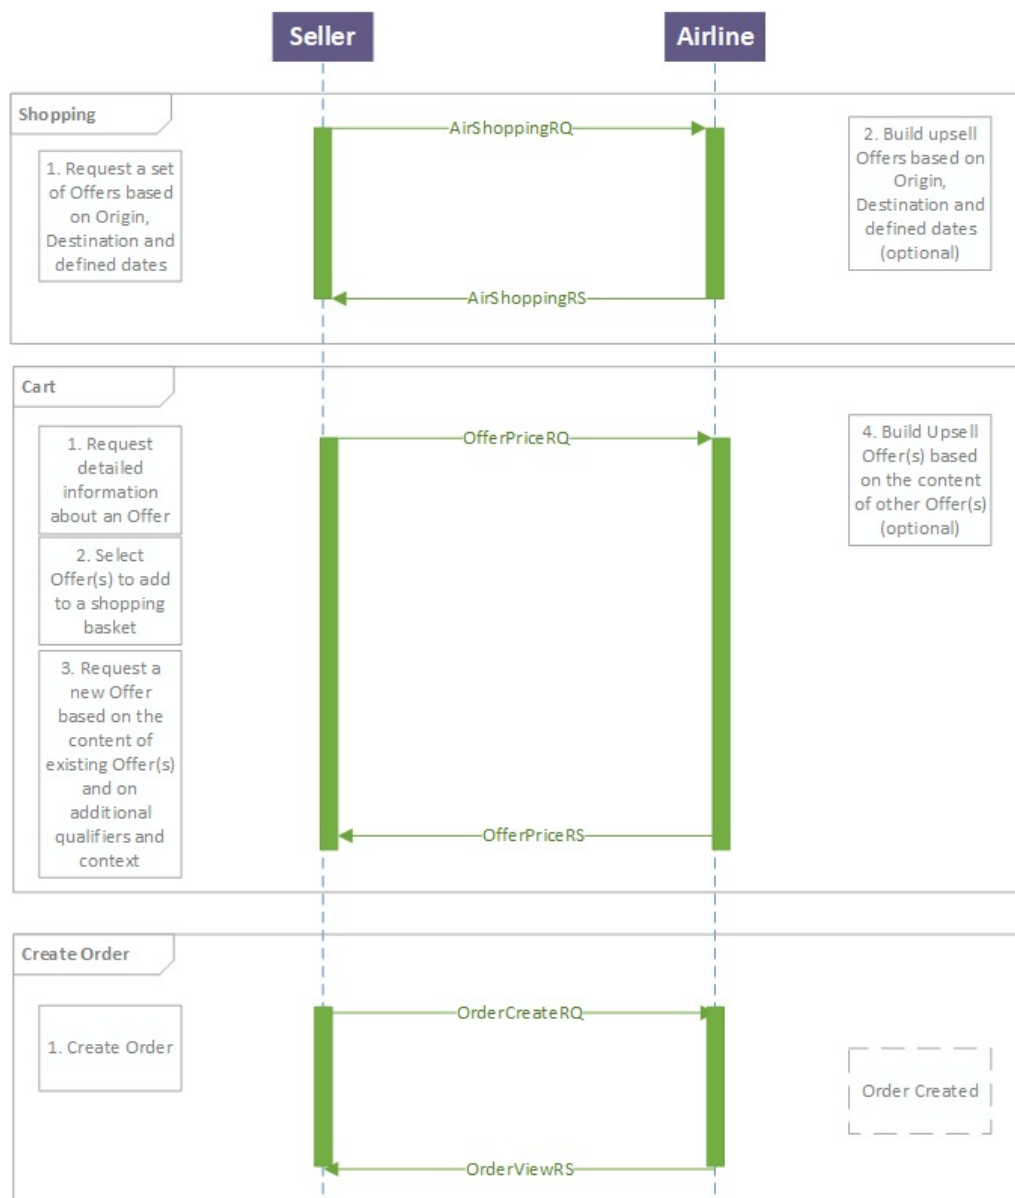 Seller
Airline
Shopping
AirShoppingRQ
1. Request a set
of Offers based
on Origin,
Destination and
defined dates
2. Build upsell
Offers based on
Origin,
Destination and
defined dates
(optional)
AirShoppingRS
Cart
1. Request
detailed
information
about an Offer
OfferPriceRQ
4. Build Upsell
Offer(s) based
on the content
of other Offer(s)
(optional)
2. Select
Offer(s) to add
to a shopping
basket
3. Request a
new Offer
based on the
content of
existing Offer(s)
and on
additional
qualifiers and
context
OfferPriceRS
Create Order
OrderCreateRQ
1. Create Order
Order Created
OrderViewRS